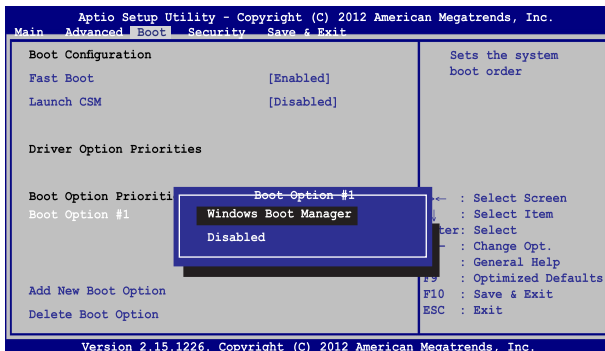 Aptio Setup Utility - Copyright (C) 2012 American Megatrends, Inc.
Main Advanced Boot Security Save & Exit
Boot Configuration
Fast Boot [Enabled]
Launch CSM [Disabled]
Driver Option Priorities
Boot Option Prioriti
Boot Option #1
Add New Boot Option
Delete Boot Option
Boot Option #1
Windows Boot Manager
Disabled
Sets the system
boot order
← : Select Screen
: Select Item
ter: Select
: Change Opt.
: General Help
F9 : Optimized Defaults
F10 : Save & Exit
ESC : Exit
Version 2.15.1226. Copyright (C) 2012 American Megatrends, Inc.